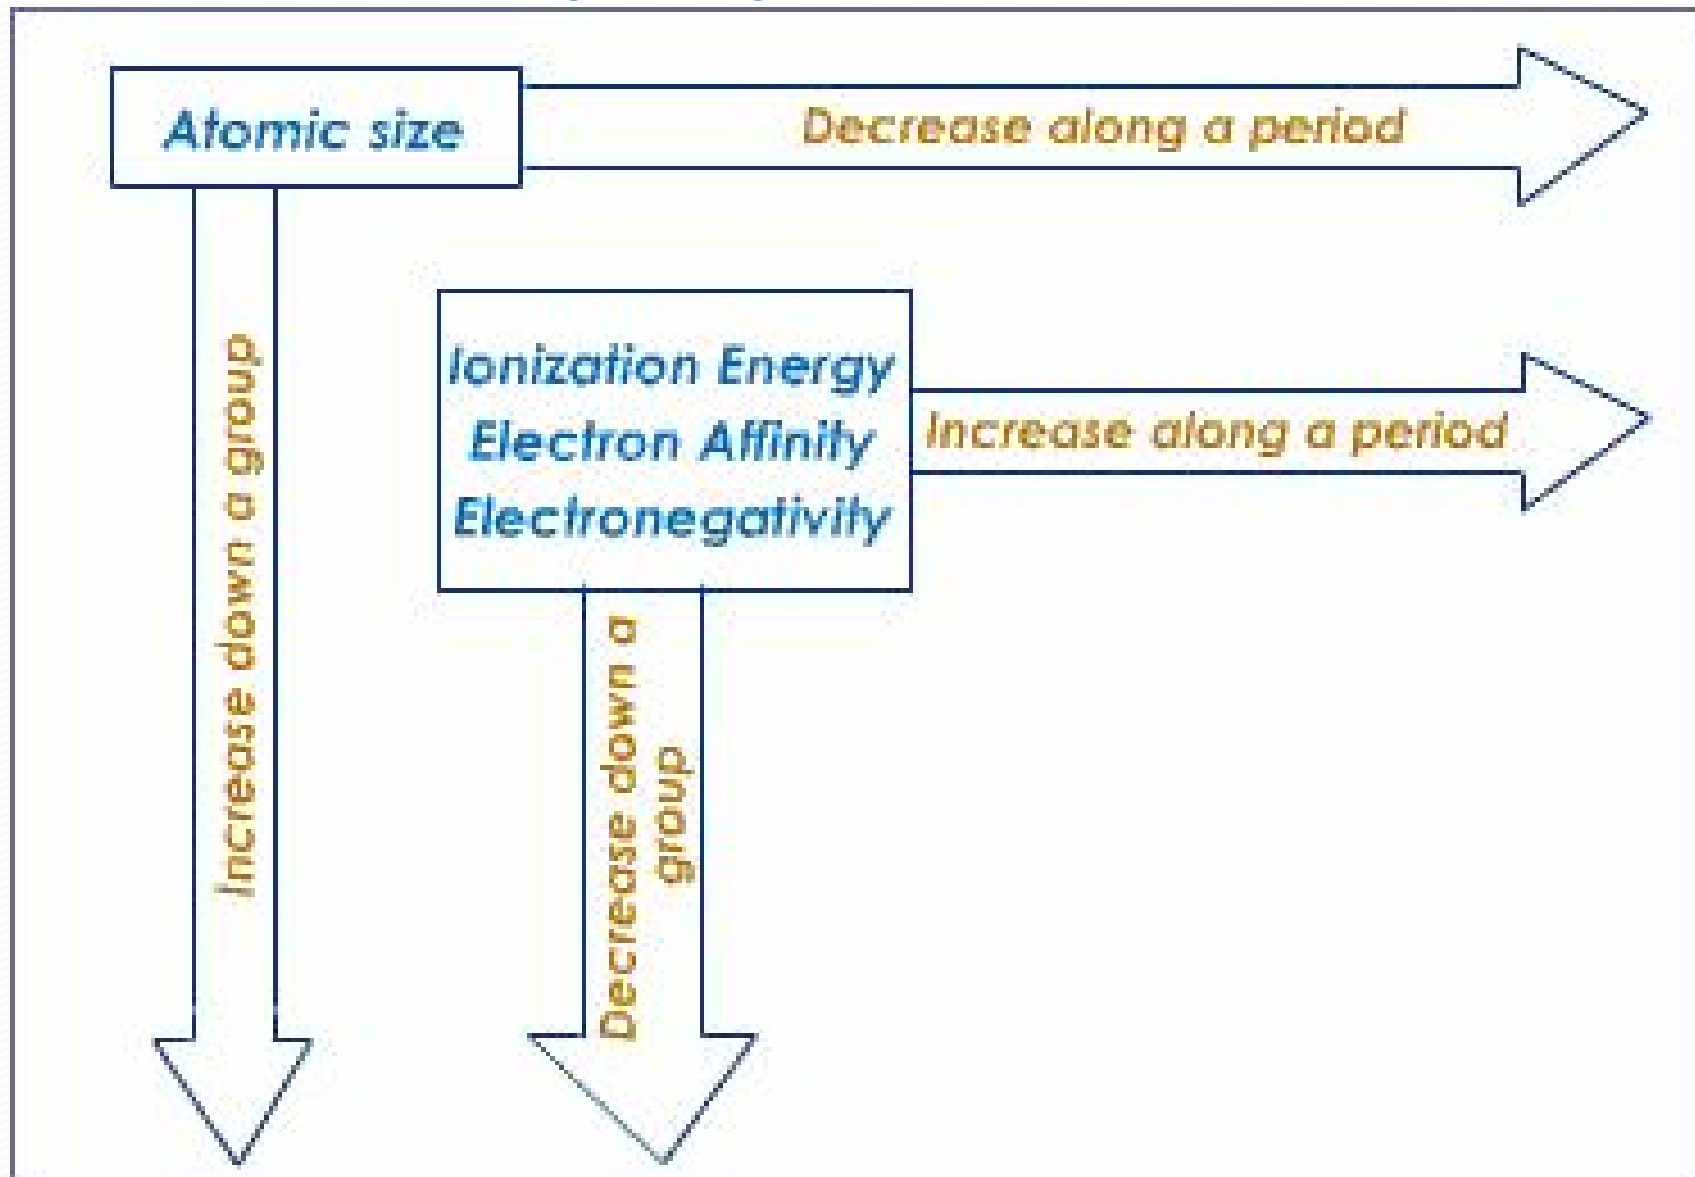 Atomic size
Decrease along a period
Increase down a group
Ionization Energy
Electron Affinity
Electronegativity
Increase along a period
Decrease down a
group